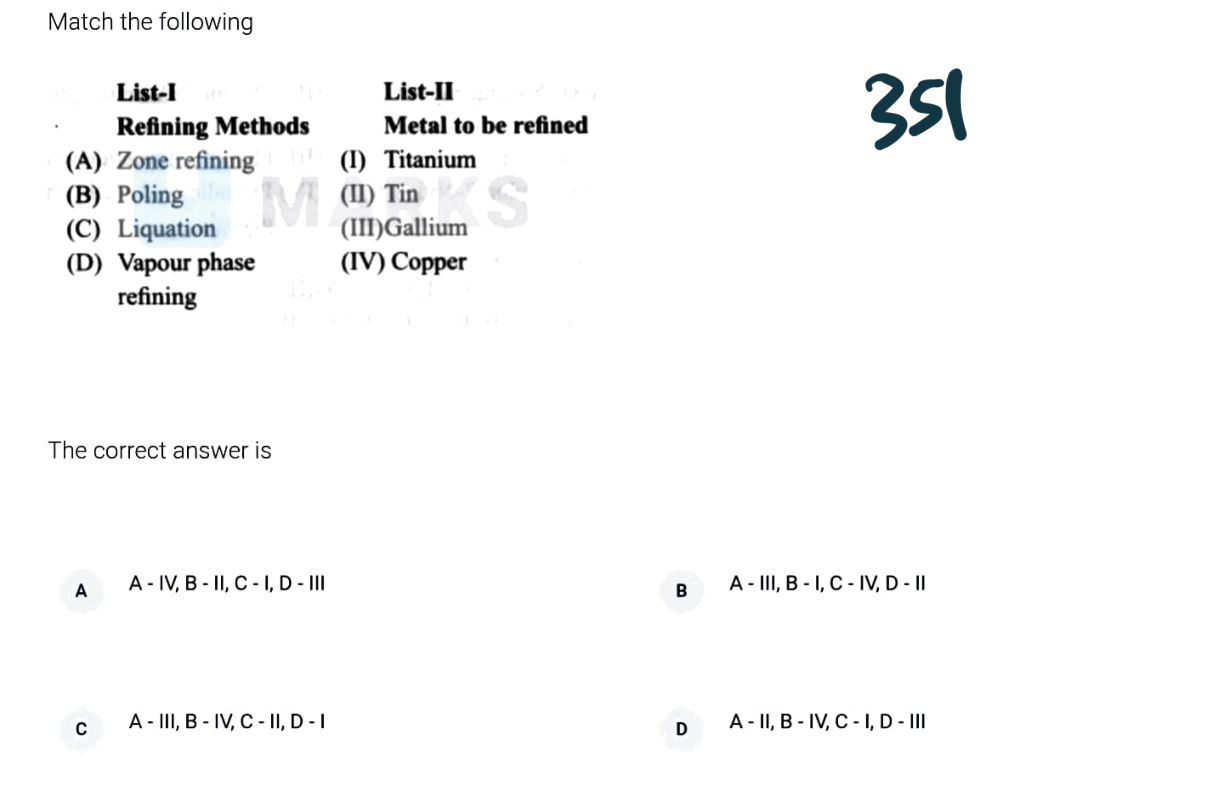 Match the following
351
List-I List-II
Refining Methods Metal to be refined
(A) Zone refining (I) Titanium
(B) Poling (II) Tin
(C) Liquation (III)Gallium
(D) Vapour phase (IV) Copper
refining
MARKS
The correct answer is
A A - IV, B - II, C - I, D - III
B A - III, B - I, C - IV, D - II
C A - III, B - IV, C - II, D - I
D A - II, B - IV, C - I, D - III